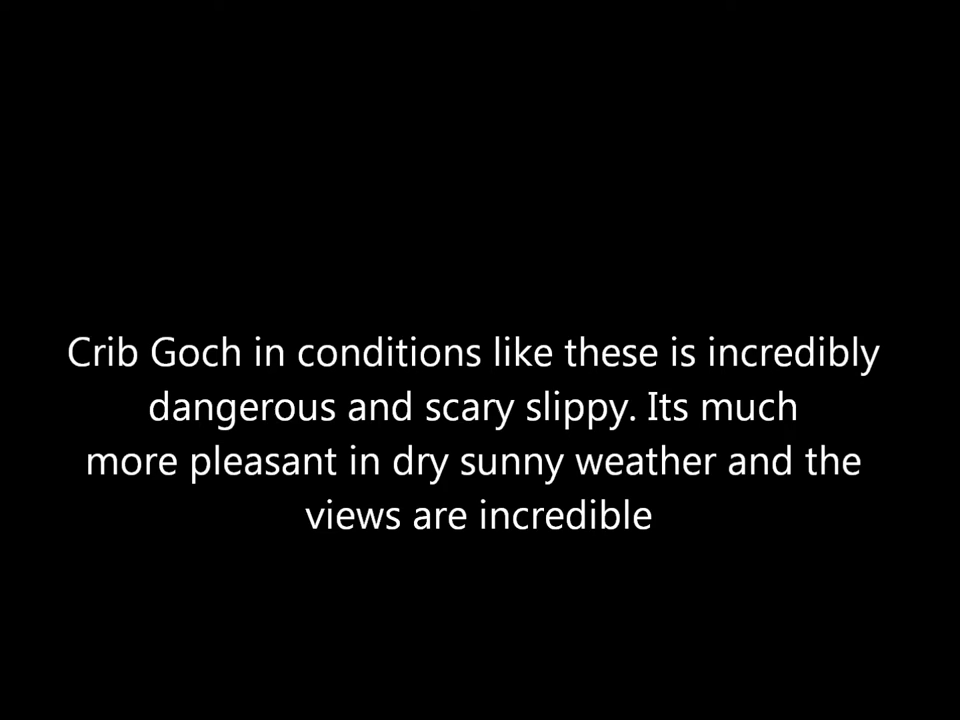 Crib Goch in conditions like these is incredibly
dangerous and scary slippy. Its much
more pleasant in dry sunny weather and the
views are incredible